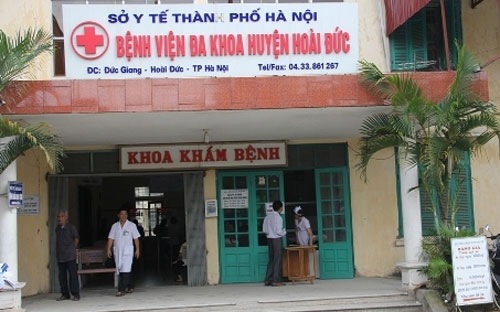 SỞ Y TẾ THÀNH PHỐ HÀ NỘI
BỆNH VIỆN ĐA KHOA HUYỆN HOÀI ĐỨC
ĐC: Đức Giang - Hoài Đức - TP Hà Nội
Tel/Fax: 04.33.861 267
KHOA KHÁM BỆNH